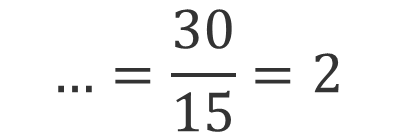 ... = 30/15 = 2